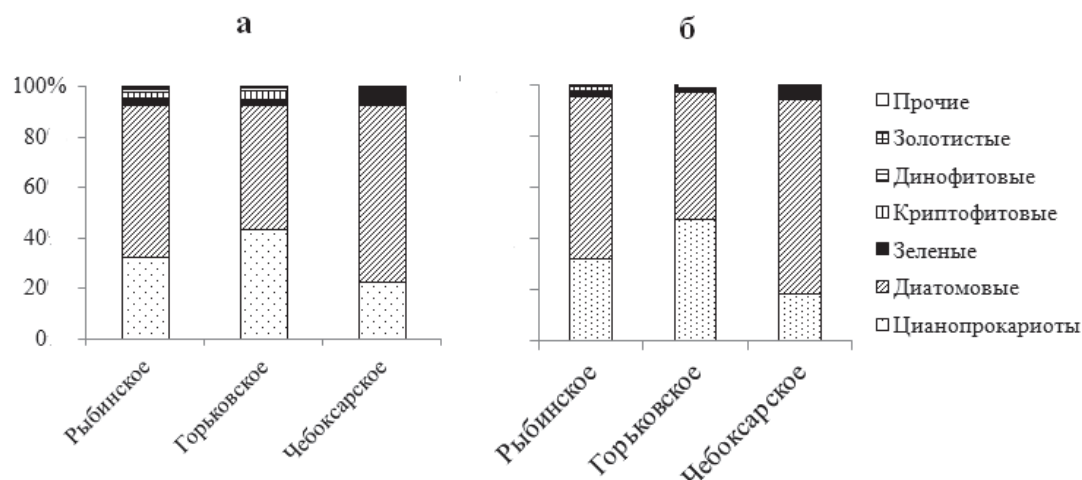 а
б
100%
80
60
40
20
0
Рыбинское
Горьковское
Чебоксарское
Рыбинское
Горьковское
Чебоксарское
Прочие
Золотистые
Динофитовые
Криптофитовые
Зеленые
Диатомовые
Цианопрокариоты